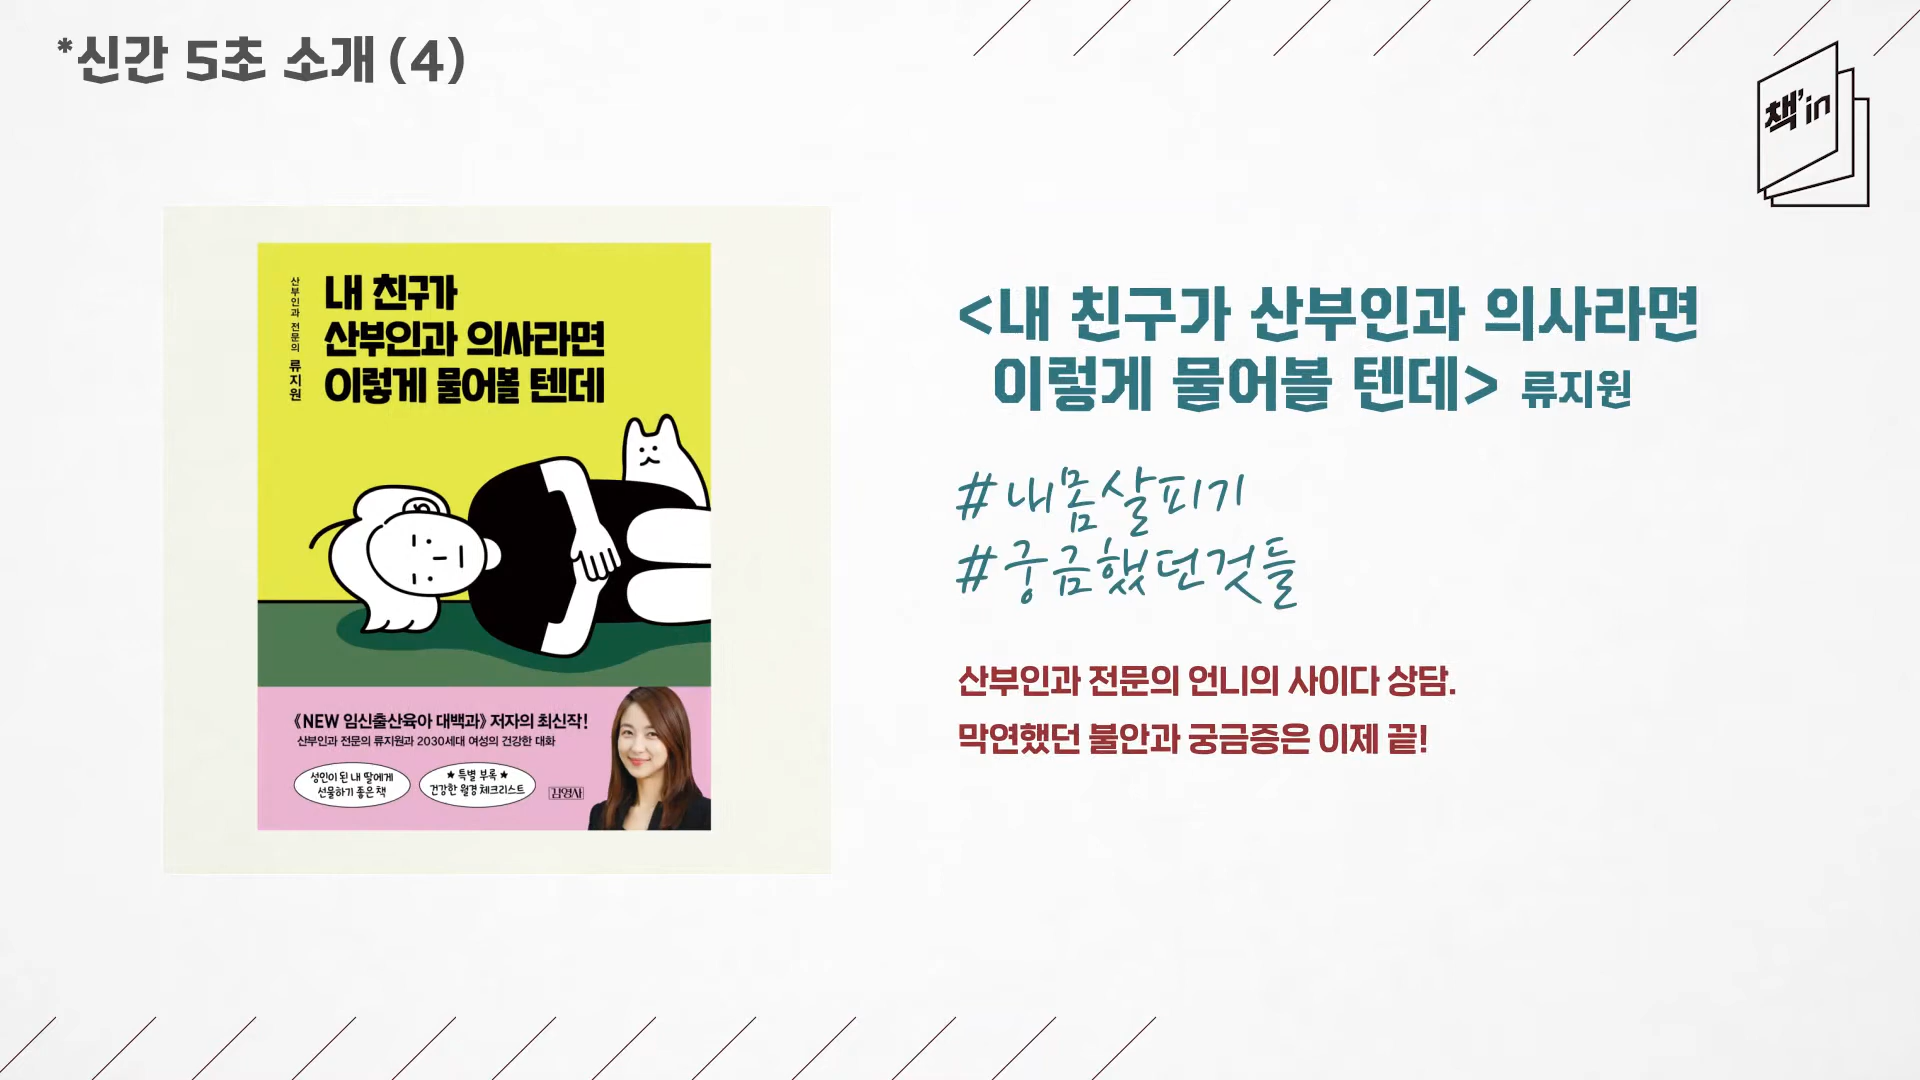 *신간 5초 소개 (4)
책'in
산부인과 전문의 류지원
내 친구가
산부인과 의사라면
이렇게 물어볼 텐데
《NEW 임신출산육아 대백과》 저자의 최신작!
산부인과 전문의 류지원과 2030세대 여성의 건강한 대화
성인이 된 내 딸에게
선물하기 좋은 책
★ 특별 부록 ★
건강한 월경 체크리스트
김영사
<내 친구가 산부인과 의사라면
이렇게 물어볼 텐데> 류지원
#내몸살피기
#궁금했던것들
산부인과 전문의 언니의 사이다 상담.
막연했던 불안과 궁금증은 이제 끝!